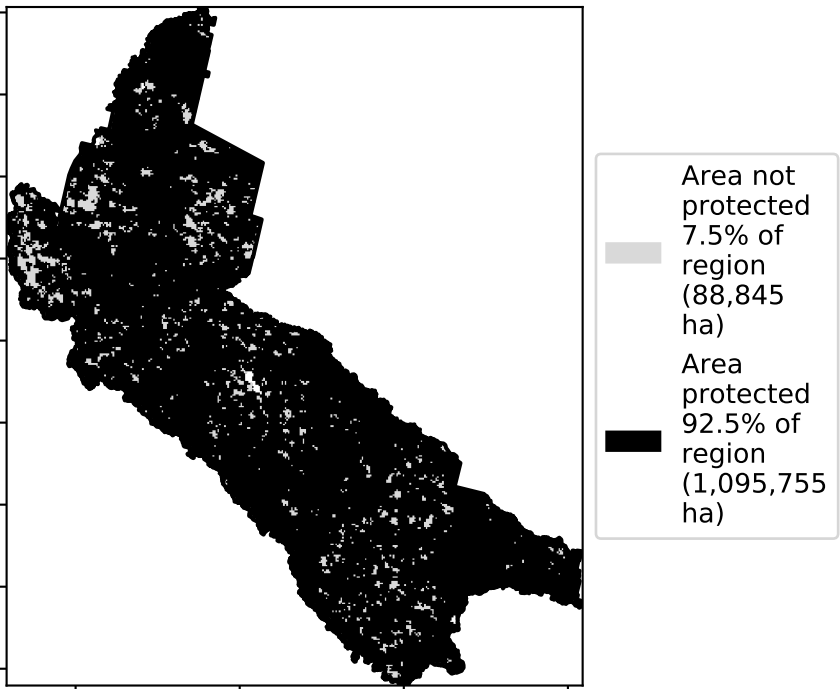 Area not
protected
7.5% of
region
(88,845
ha)
Area
protected
92.5% of
region
(1,095,755
ha)